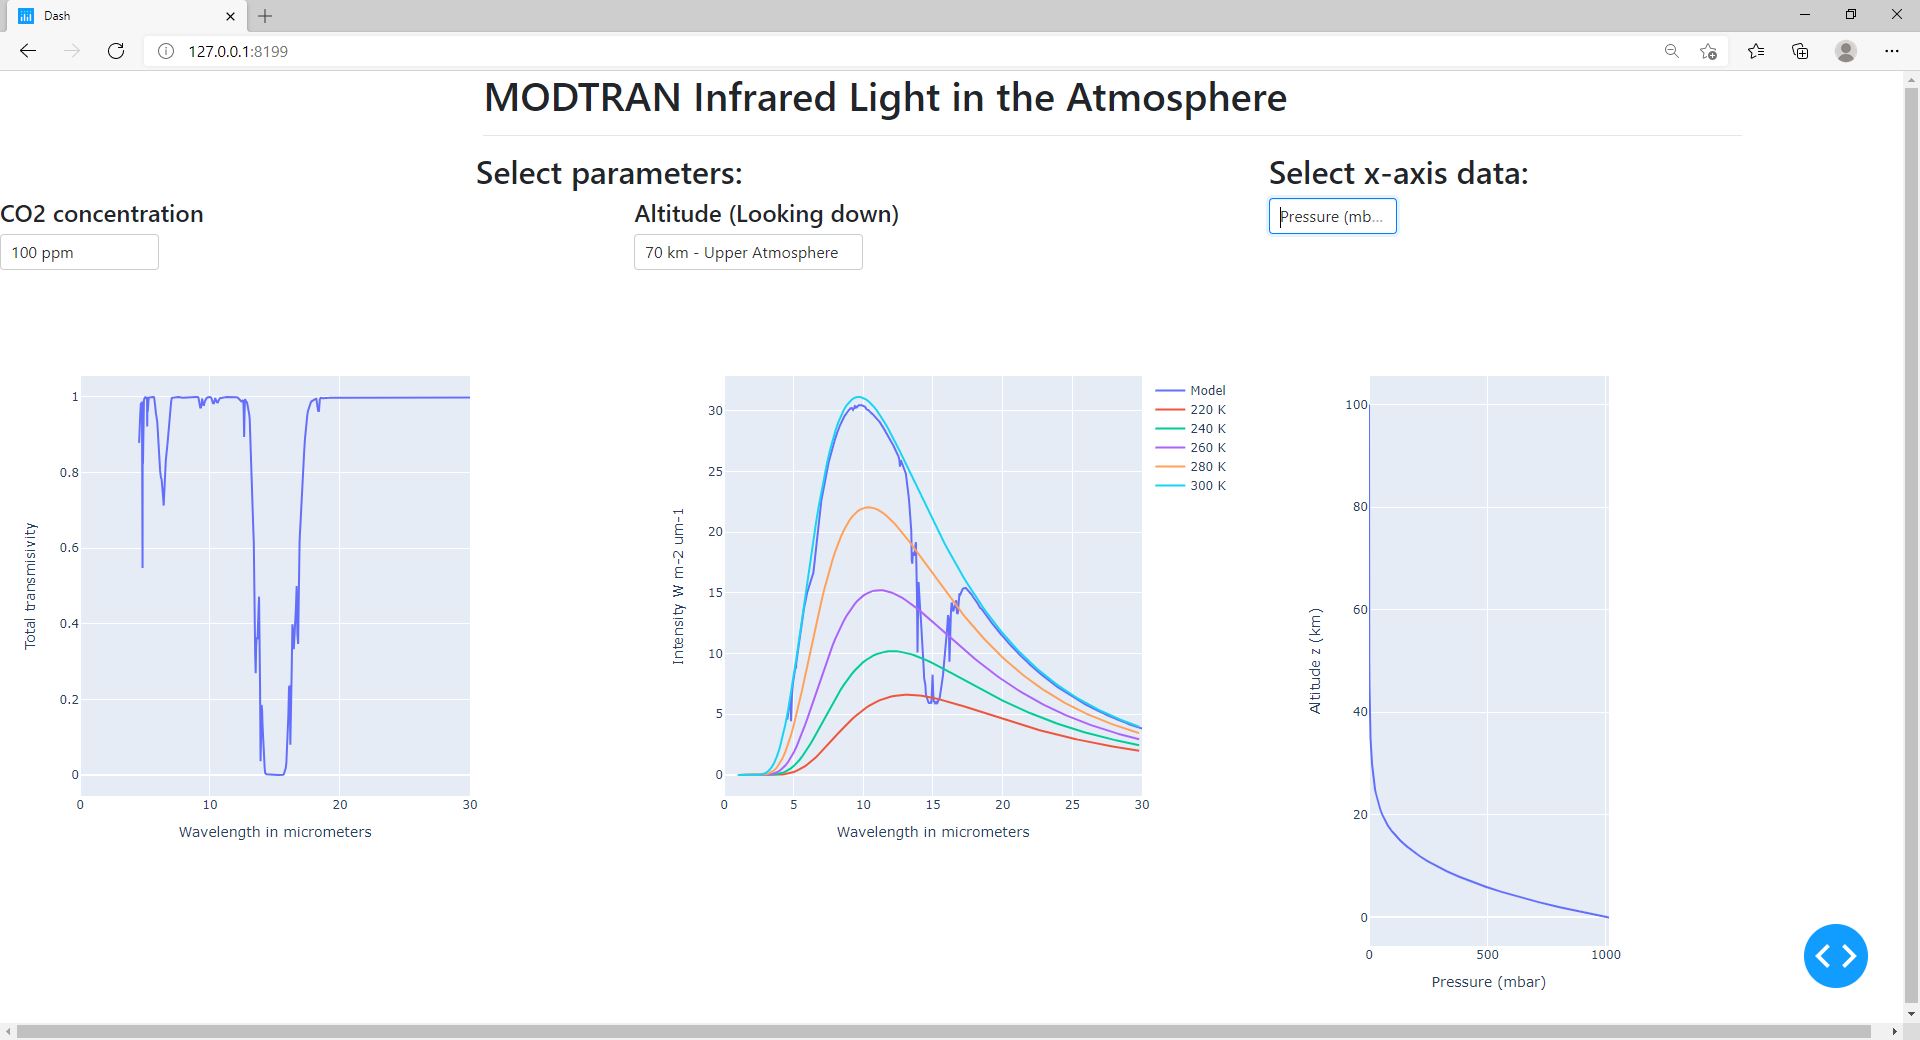 Dash
127.0.0.1:8199
MODTRAN Infrared Light in the Atmosphere
Select parameters:
Select x-axis data:
CO2 concentration
Altitude (Looking down)
Pressure (mb...
100 ppm
70 km - Upper Atmosphere
1
0.8
0.6
0.4
0.2
0
0
10
20
30
Total transmisivity
Wavelength in micrometers
30
25
20
15
10
5
0
0
5
10
15
20
25
30
Intensity W m-2 um-1
Wavelength in micrometers
Model
220 K
240 K
260 K
280 K
300 K
100
80
60
40
20
0
0
500
1000
Altitude z (km)
Pressure (mbar)